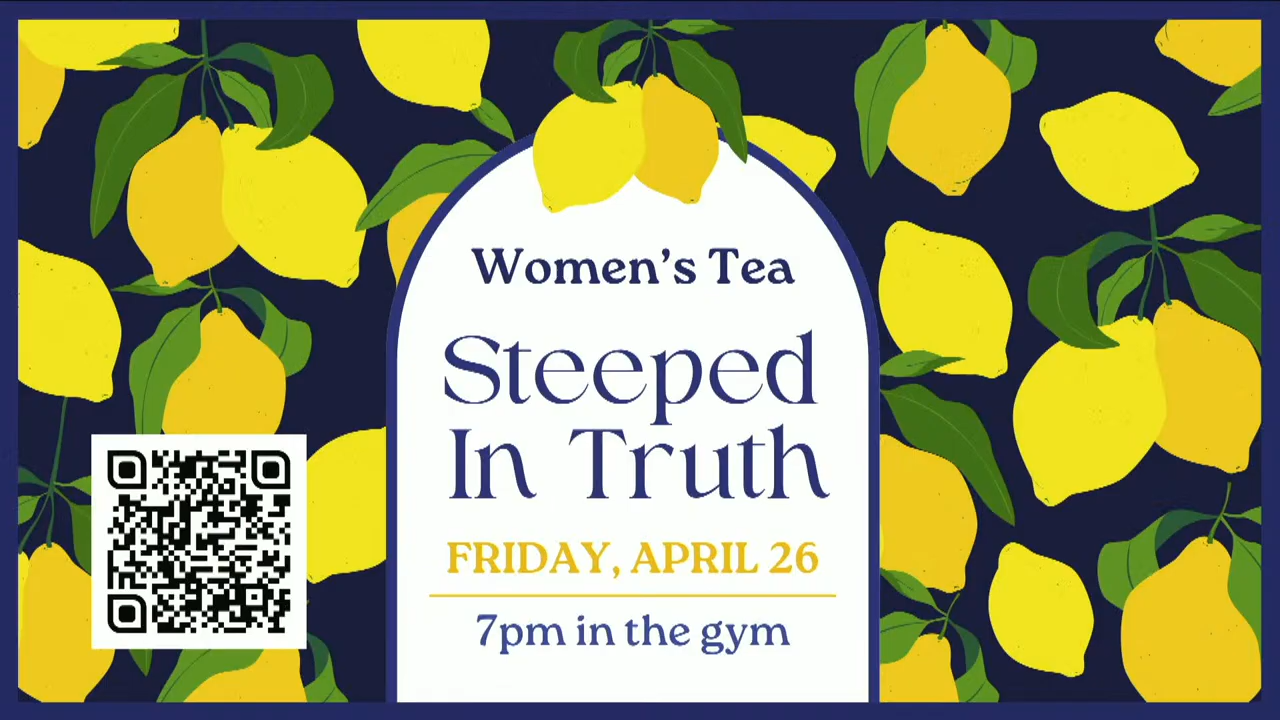 Women's Tea
Steeped
In Truth
FRIDAY, APRIL 26
7pm in the gym